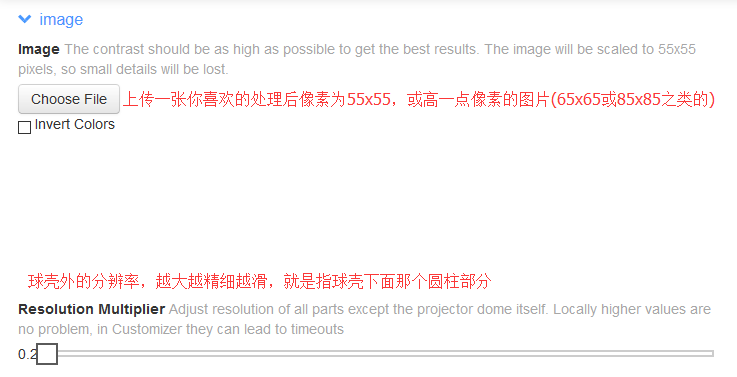 image
Image The contrast should be as high as possible to get the best results. The image will be scaled to 55x55
pixels, so small details will be lost.
Choose File 上传一张你喜欢的处理后像素为55x55，或高一点像素的图片(65x65或85x85之类的)
Invert Colors
球壳外的分辨率，越大越精细越滑，就是指球壳下面那个圆柱部分
Resolution Multiplier Adjust resolution of all parts except the projector dome itself. Locally higher values are
no problem, in Customizer they can lead to timeouts
0.2